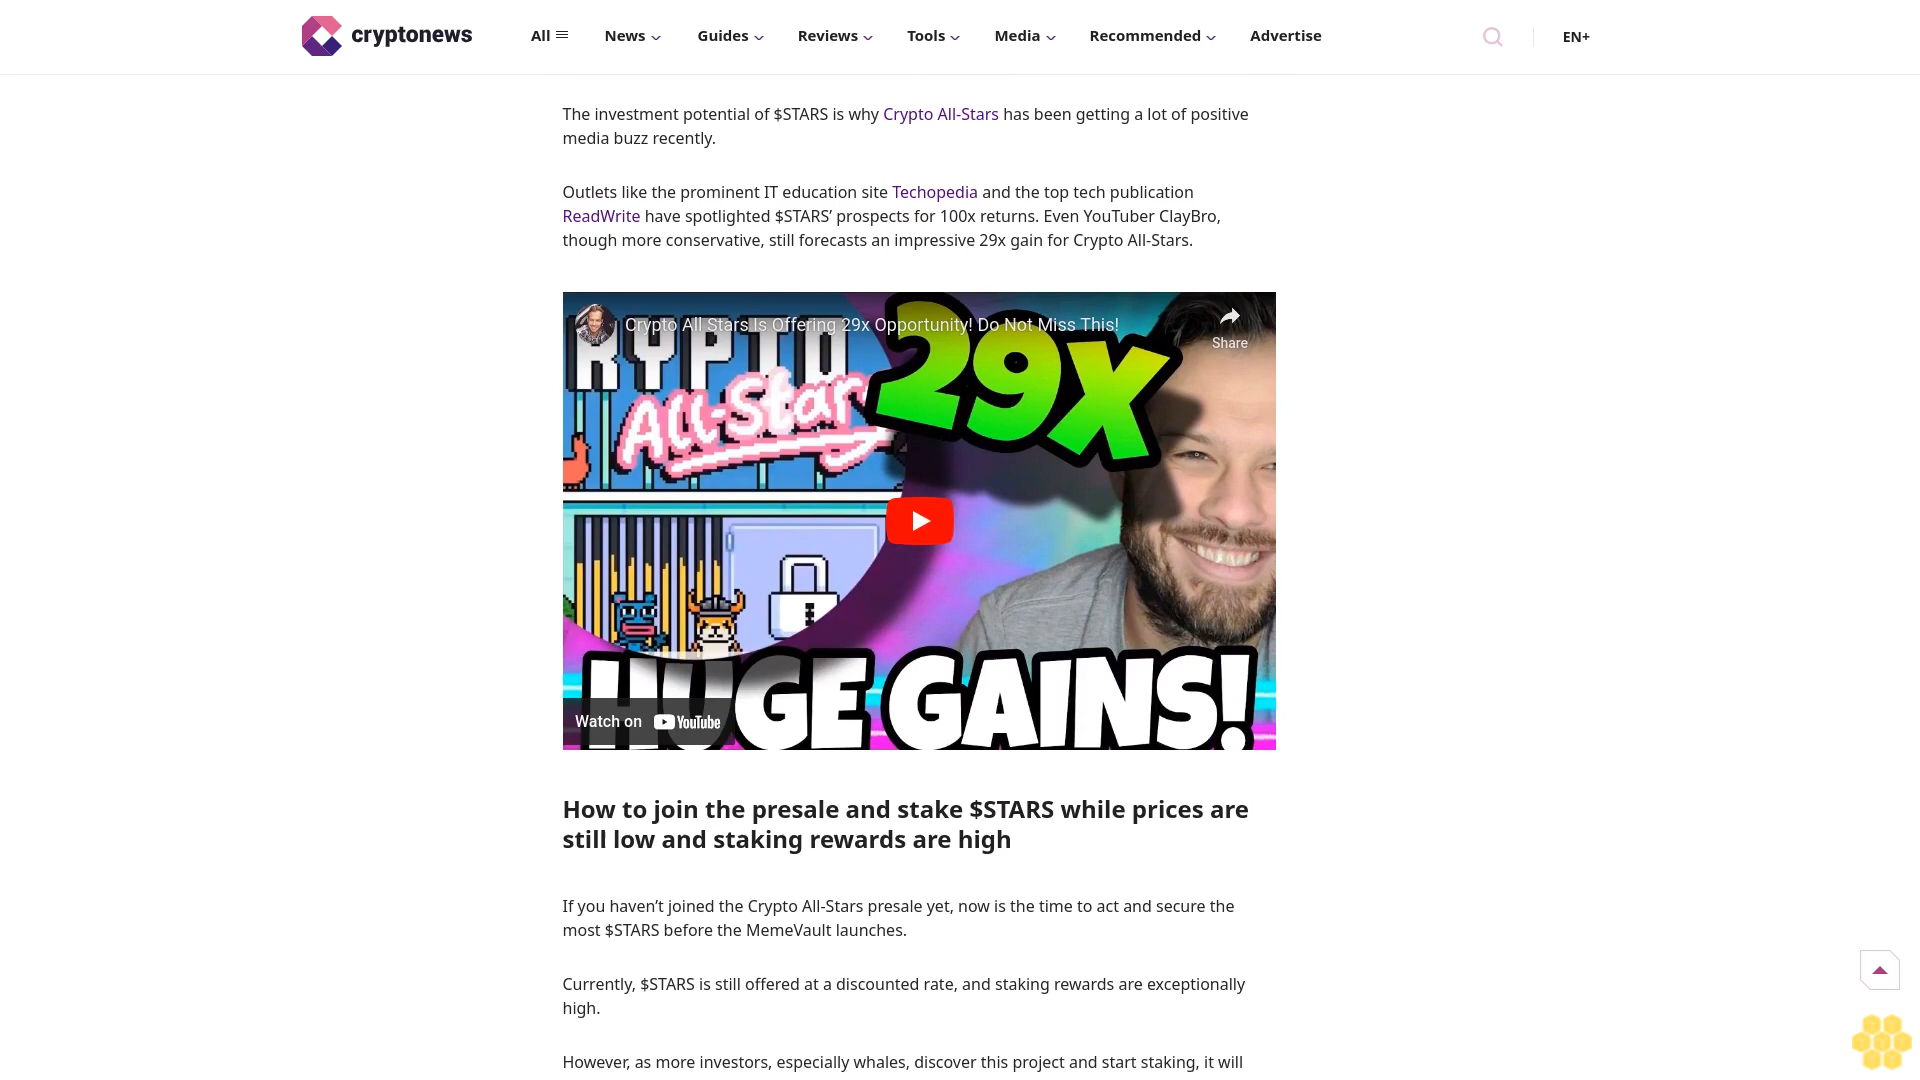 cryptonews
All
News
Guides
Reviews
Tools
Media
Recommended
Advertise
EN+
The investment potential of $STARS is why Crypto All-Stars has been getting a lot of positive
media buzz recently.
Outlets like the prominent IT education site Techopedia and the top tech publication
ReadWrite have spotlighted $STARS’ prospects for 100x returns. Even YouTuber ClayBro,
though more conservative, still forecasts an impressive 29x gain for Crypto All-Stars.
Crypto All Stars Is Offering 29x Opportunity! Do Not Miss This!
Share
RYPTO
All-Star
29X
HUGE GAINS!
Watch on YouTube
How to join the presale and stake $STARS while prices are
still low and staking rewards are high
If you haven’t joined the Crypto All-Stars presale yet, now is the time to act and secure the
most $STARS before the MemeVault launches.
Currently, $STARS is still offered at a discounted rate, and staking rewards are exceptionally
high.
However, as more investors, especially whales, discover this project and start staking, it will